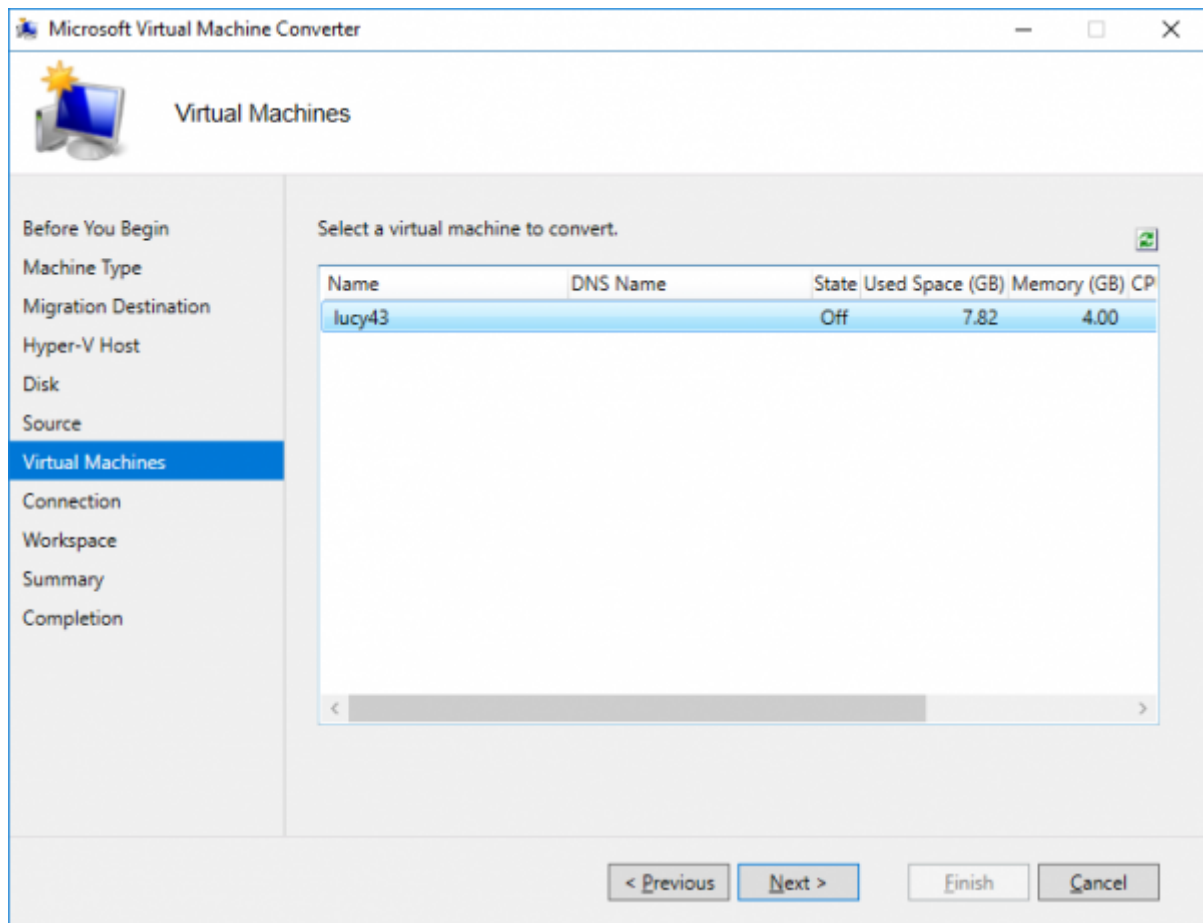 Microsoft Virtual Machine Converter
Virtual Machines
Before You Begin
Machine Type
Migration Destination
Hyper-V Host
Disk
Source
Virtual Machines
Connection
Workspace
Summary
Completion
Select a virtual machine to convert.
Name DNS Name State Used Space (GB) Memory (GB) CP
lucy43 Off 7.82 4.00
< Previous Next > Finish Cancel